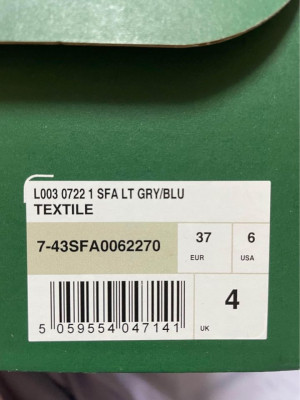 L003 0722 1 SFA LT GRY/BLU
TEXTILE
7-43SFA0062270
37
EUR
6
USA
5 059554 047141
4
UK